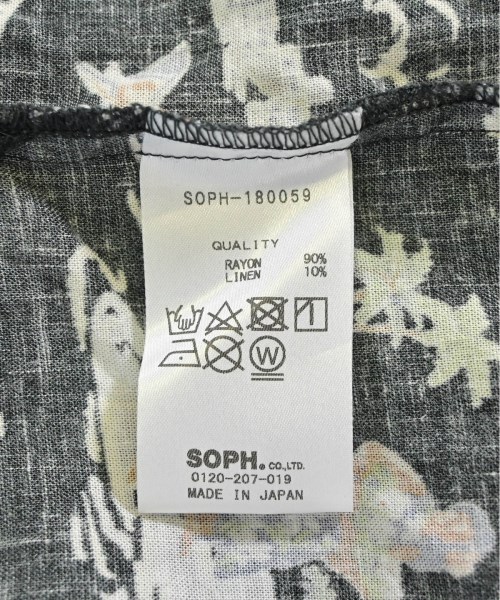 SOPH-180059
QUALITY
RAYON 90%
LINEN 10%
W
SOPH. CO.,LTD.
0120-207-019
MADE IN JAPAN